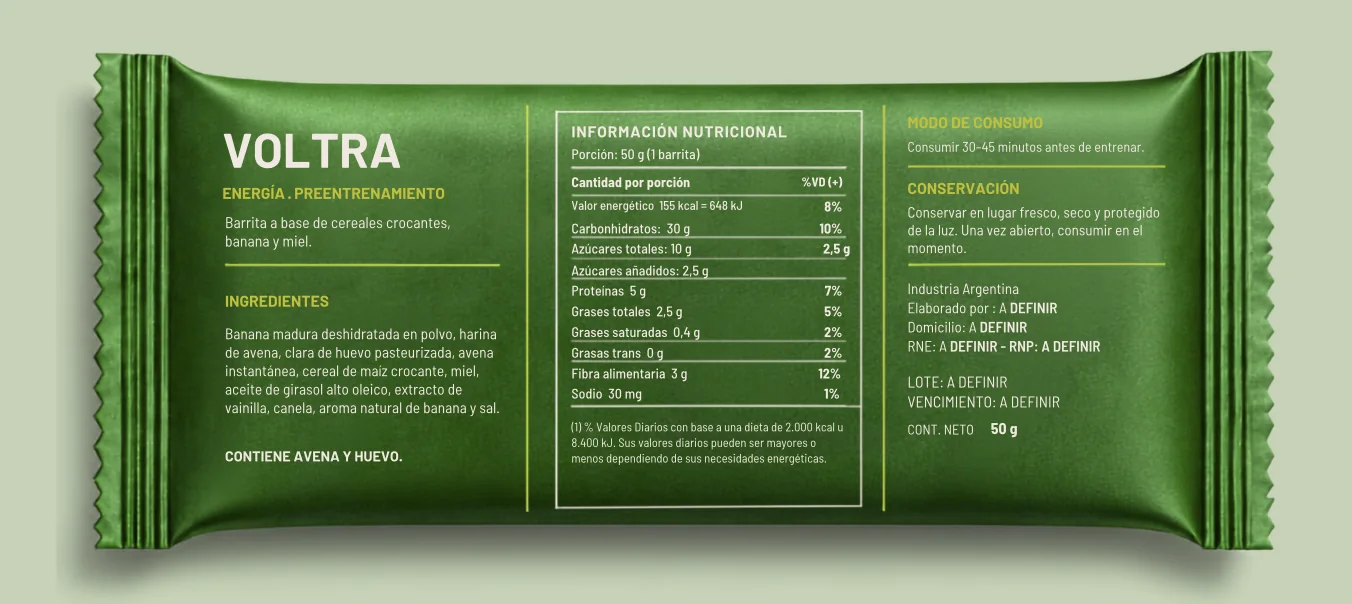 VOLTRA
ENERGÍA . PREENTRENAMIENTO
Barrita a base de cereales crocantes,
banana y miel.
INGREDIENTES
Banana madura deshidratada en polvo, harina
de avena, clara de huevo pasteurizada, avena
instantánea, cereal de maíz crocante, miel,
aceite de girasol alto oleico, extracto de
vainilla, canela, aroma natural de banana y sal.
CONTIENE AVENA Y HUEVO.
INFORMACIÓN NUTRICIONAL
Porción: 50 g (1 barrita)
Cantidad por porción %VD (+)
Valor energético 155 kcal = 648 kJ 8%
Carbonhidratos: 30 g 10%
Azúcares totales: 10 g 2,5 g
Azúcares añadidos: 2,5 g
Proteínas 5 g 7%
Grases totales 2,5 g 5%
Grases saturadas 0,4 g 2%
Grasas trans 0 g 2%
Fibra alimentaria 3 g 12%
Sodio 30 mg 1%
(1) % Valores Diarios con base a una dieta de 2.000 kcal u
8.400 kJ. Sus valores diarios pueden ser mayores o
menos dependiendo de sus necesidades energéticas.
MODO DE CONSUMO
Consumir 30-45 minutos antes de entrenar.
CONSERVACIÓN
Conservar en lugar fresco, seco y protegido
de la luz. Una vez abierto, consumir en el
momento.
Industria Argentina
Elaborado por : A DEFINIR
Domicilio: A DEFINIR
RNE: A DEFINIR - RNP: A DEFINIR
LOTE: A DEFINIR
VENCIMIENTO: A DEFINIR
CONT. NETO 50 g